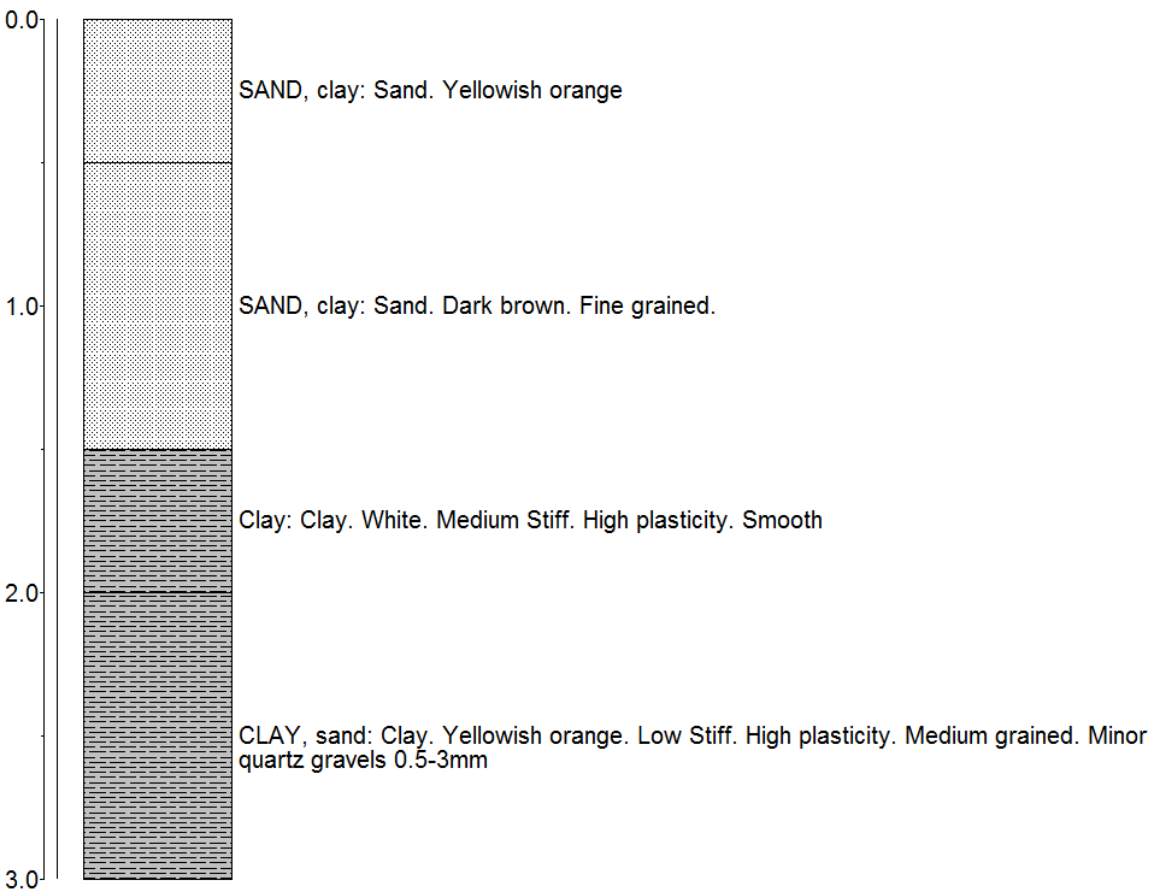 0.0
SAND, clay: Sand. Yellowish orange
1.0
SAND, clay: Sand. Dark brown. Fine grained.
Clay: Clay. White. Medium Stiff. High plasticity. Smooth
2.0
CLAY, sand: Clay. Yellowish orange. Low Stiff. High plasticity. Medium grained. Minor
quartz gravels 0.5-3mm
3.0